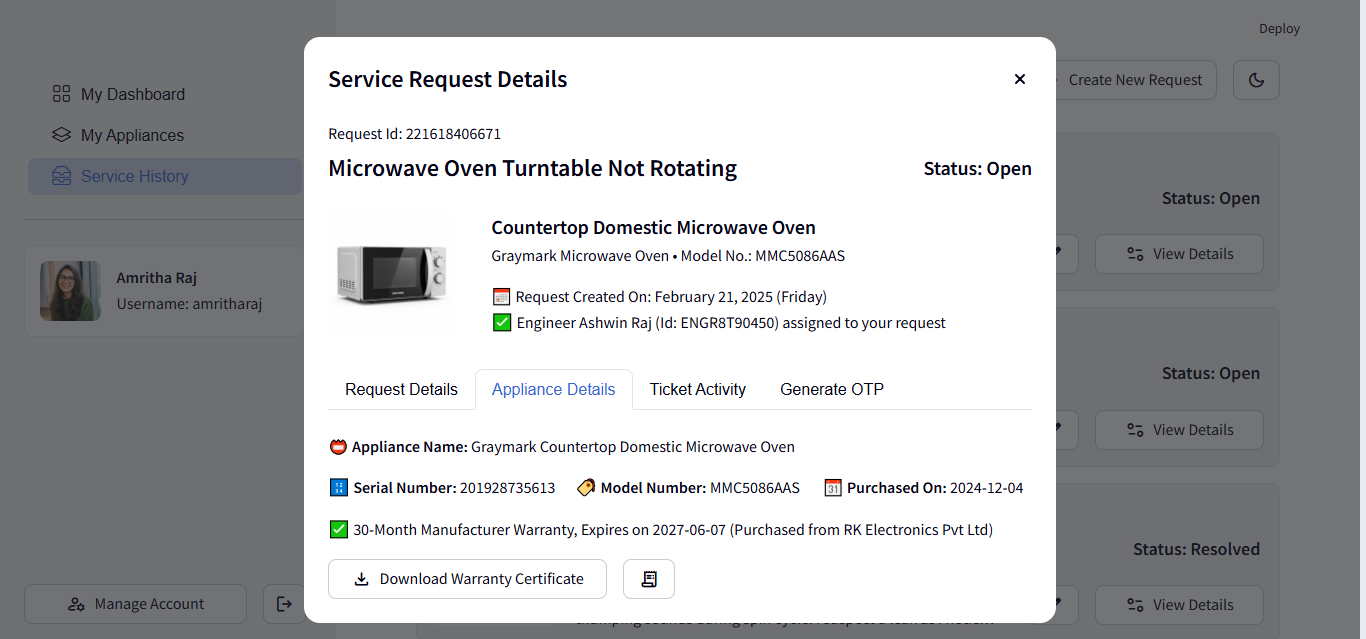 Deploy
My Dashboard
My Appliances
Service History
Amritha Raj
Username: amritharaj
Manage Account
Create New Request
Status: Open
View Details
Status: Open
View Details
Status: Resolved
View Details
Service Request Details
Request Id: 221618406671
Microwave Oven Turntable Not Rotating
Status: Open
Countertop Domestic Microwave Oven
Graymark Microwave Oven • Model No.: MMC5086AAS
Request Created On: February 21, 2025 (Friday)
Engineer Ashwin Raj (Id: ENGR8T90450) assigned to your request
Request Details Appliance Details Ticket Activity Generate OTP
Appliance Name: Graymark Countertop Domestic Microwave Oven
Serial Number: 201928735613 Model Number: MMC5086AAS Purchased On: 2024-12-04
30-Month Manufacturer Warranty, Expires on 2027-06-07 (Purchased from RK Electronics Pvt Ltd)
Download Warranty Certificate